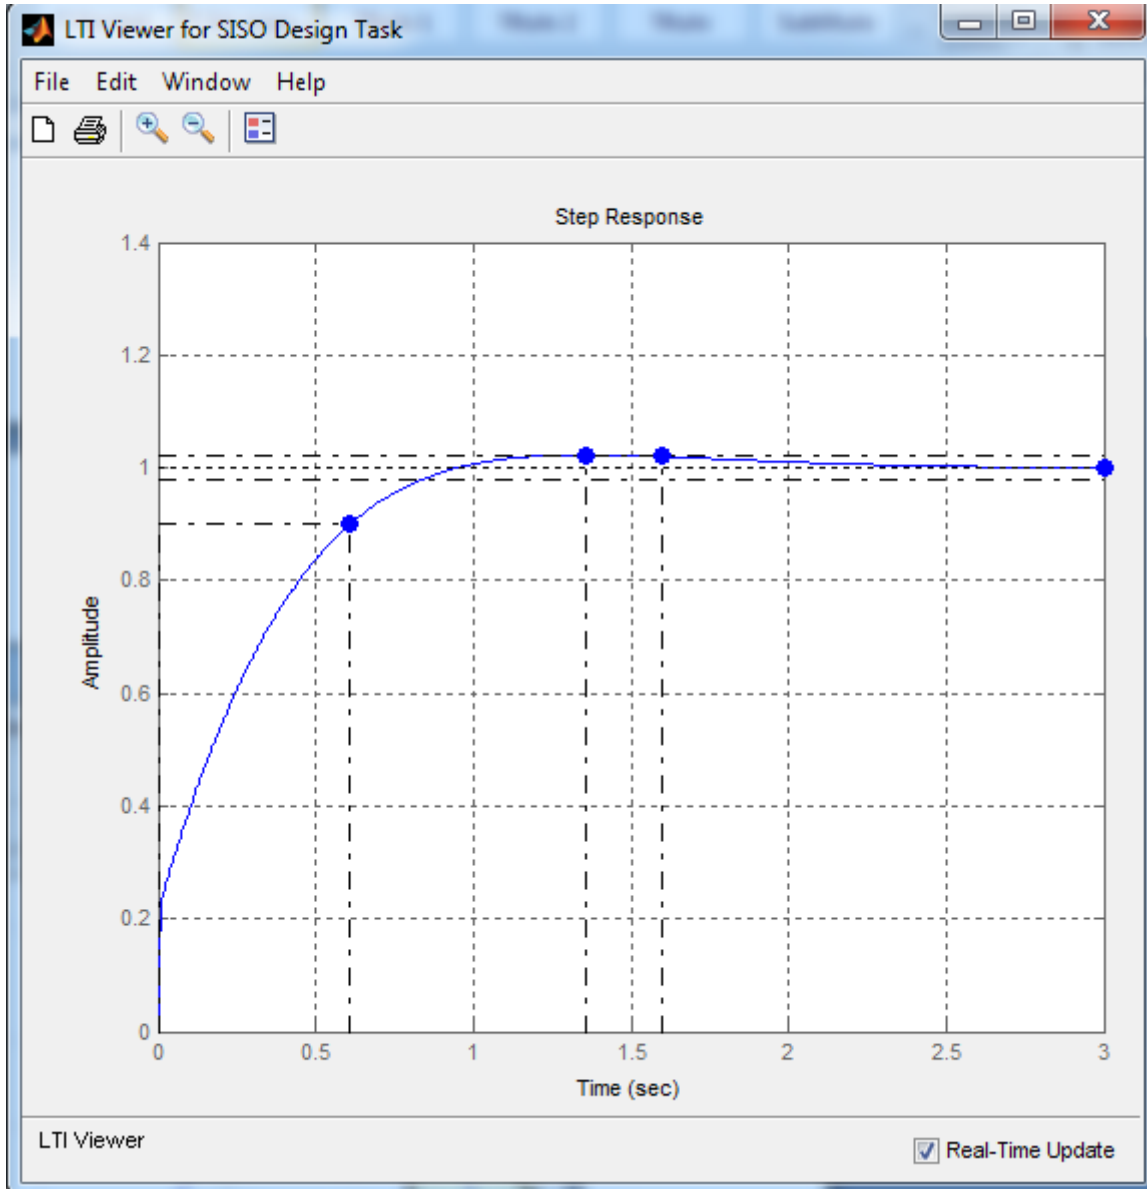 LTI Viewer for SISO Design Task
File Edit Window Help
Step Response
1.4
1.2
1
0.8
0.6
0.4
0.2
0
Amplitude
0 0.5 1 1.5 2 2.5 3
Time (sec)
LTI Viewer
Real-Time Update